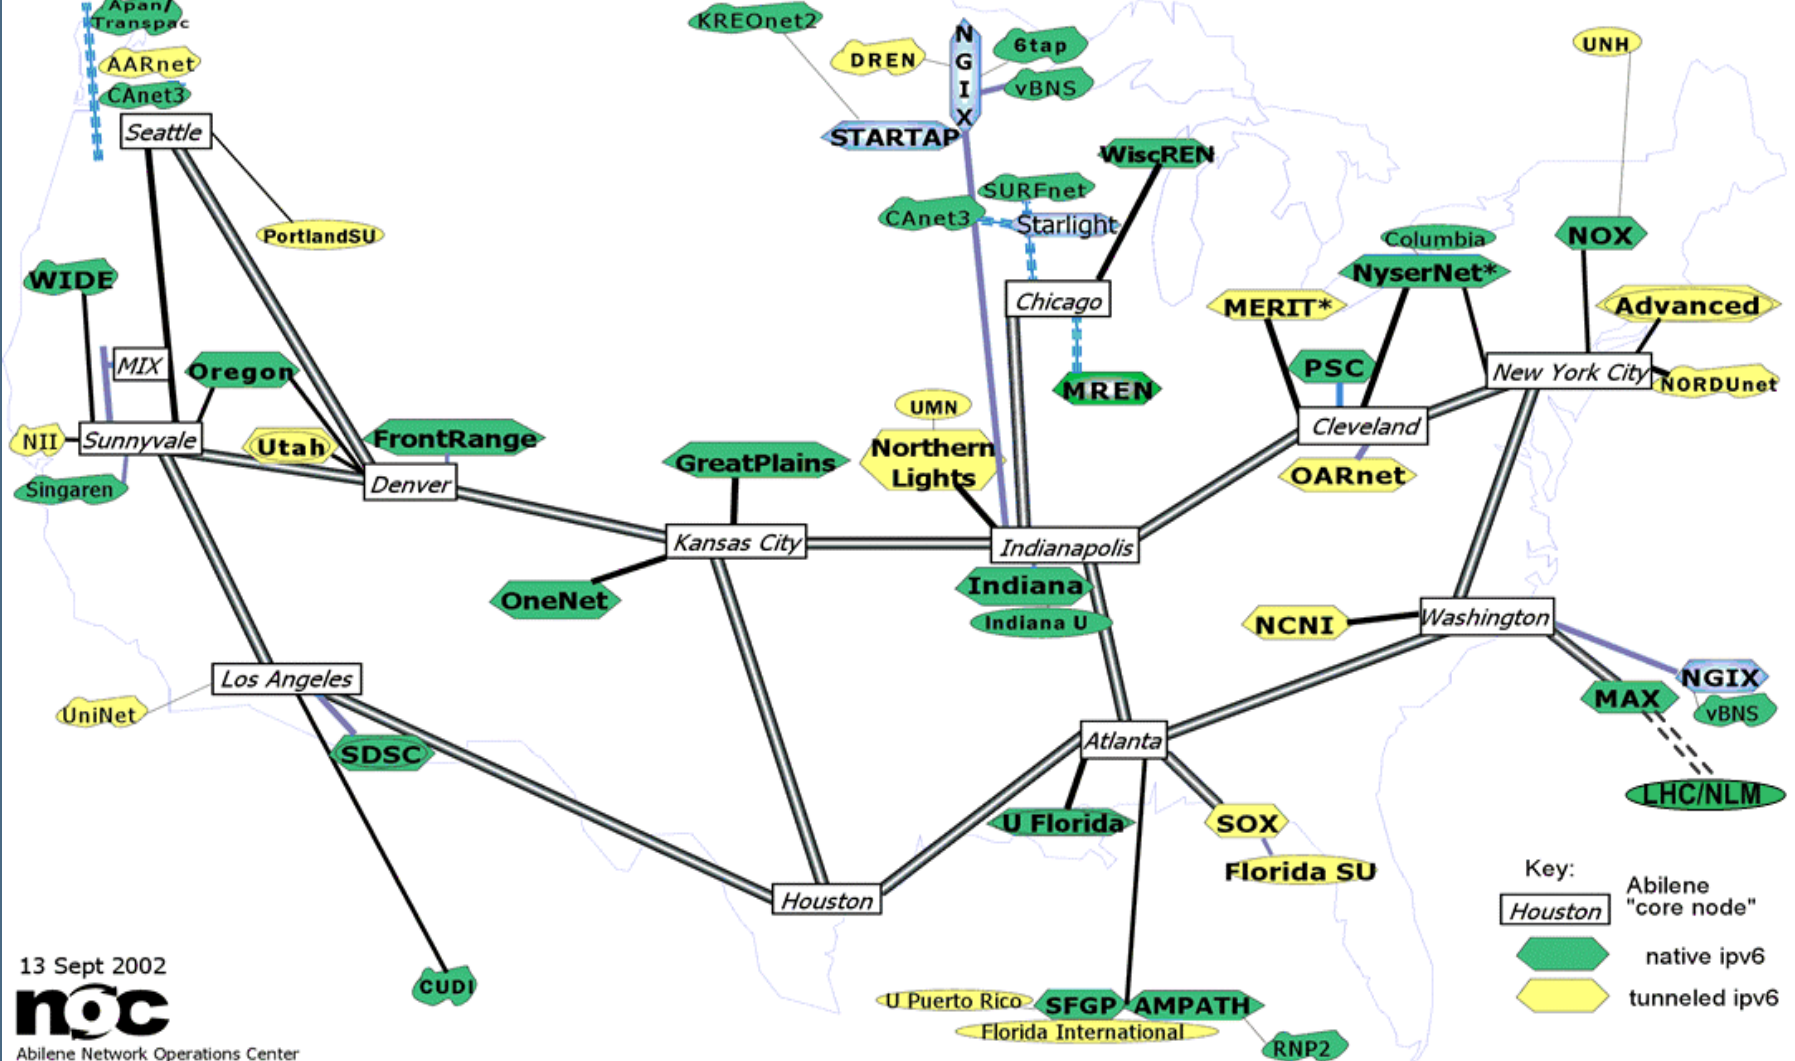 Apan/
Transpac
AARnet
CAnet3
Seattle
PortlandSU
KREOnet2
DREN
NGIX
6tap
vBNS
STARTAP
WiscREN
SURFnet
CAnet3
Starlight
Chicago
MREN
UNH
NOX
Columbia
NyserNet*
MERIT*
Advanced
PSC
New York City
NORDUnet
Cleveland
OARnet
WIDE
MIX
Oregon
NII
Sunnyvale
Utah
FrontRange
Singaren
Denver
GreatPlains
UMN
Northern
Lights
Kansas City
Indianapolis
OneNet
Indiana
Indiana U
NCNI
Washington
NGIX
MAX
vBNS
LHC/NLM
Los Angeles
UniNet
SDSC
Atlanta
U Florida
SOX
Florida SU
Houston
CUDI
U Puerto Rico
SFGP
AMPATH
Florida International
RNP2
Key:
Houston
Abilene
"core node"
native ipv6
tunneled ipv6
13 Sept 2002
noc
Abilene Network Operations Center